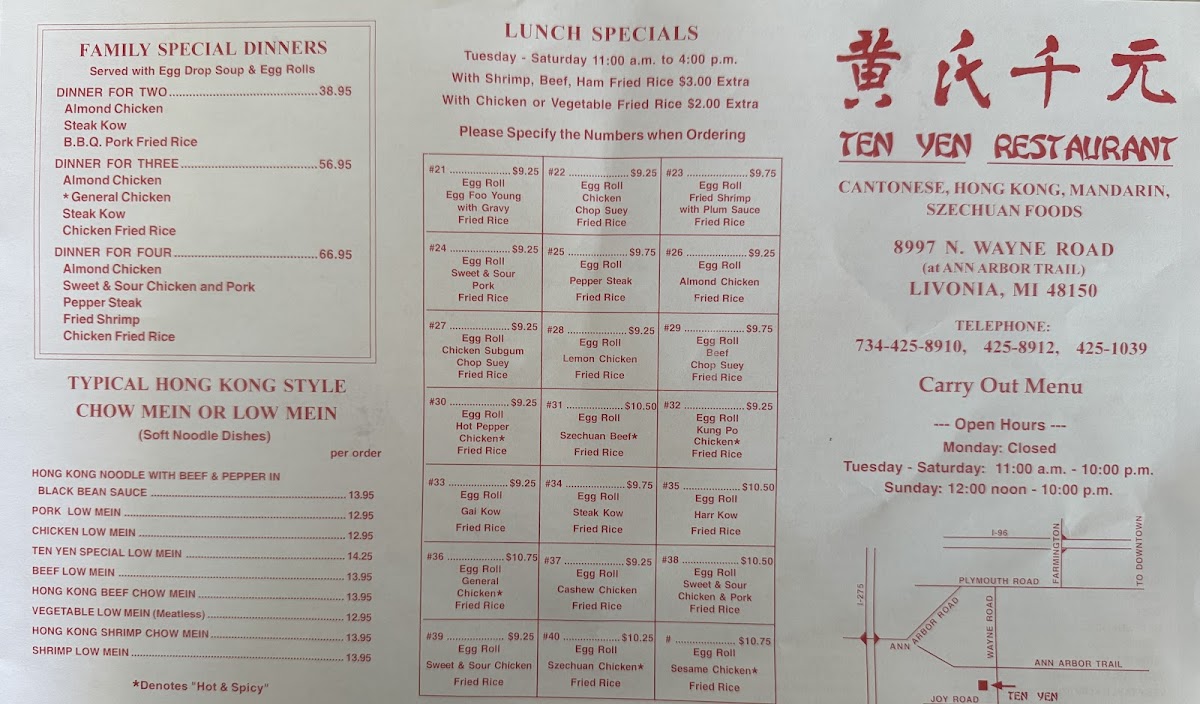 FAMILY SPECIAL DINNERS
Served with Egg Drop Soup & Egg Rolls
DINNER FOR TWO 38.95
Almond Chicken
Steak Kow
B.B.Q. Pork Fried Rice
DINNER FOR THREE 56.95
Almond Chicken
* General Chicken
Steak Kow
Chicken Fried Rice
DINNER FOR FOUR 66.95
Almond Chicken
Sweet & Sour Chicken and Pork
Pepper Steak
Fried Shrimp
Chicken Fried Rice
TYPICAL HONG KONG STYLE
CHOW MEIN OR LOW MEIN
(Soft Noodle Dishes)
per order
HONG KONG NOODLE WITH BEEF & PEPPER IN
BLACK BEAN SAUCE 13.95
PORK LOW MEIN 12.95
CHICKEN LOW MEIN 12.95
TEN YEN SPECIAL LOW MEIN 14.25
BEEF LOW MEIN 13.95
HONG KONG BEEF CHOW MEIN 13.95
VEGETABLE LOW MEIN (Meatless) 12.95
HONG KONG SHRIMP CHOW MEIN 13.95
SHRIMP LOW MEIN 13.95
*Denotes "Hot & Spicy"
LUNCH SPECIALS
Tuesday - Saturday 11:00 a.m. to 4:00 p.m.
With Shrimp, Beef, Ham Fried Rice $3.00 Extra
With Chicken or Vegetable Fried Rice $2.00 Extra
Please Specify the Numbers when Ordering
#21 $9.25
Egg Roll
Egg Foo Young
with Gravy
Fried Rice
#22 $9.25
Egg Roll
Chicken
Chop Suey
Fried Rice
#23 $9.75
Egg Roll
Fried Shrimp
with Plum Sauce
Fried Rice
#24 $9.25
Egg Roll
Sweet & Sour
Pork
Fried Rice
#25 $9.75
Egg Roll
Pepper Steak
Fried Rice
#26 $9.25
Egg Roll
Almond Chicken
Fried Rice
#27 $9.25
Egg Roll
Chicken Subgum
Chop Suey
Fried Rice
#28 $9.25
Egg Roll
Lemon Chicken
Fried Rice
#29 $9.75
Egg Roll
Beef
Chop Suey
Fried Rice
#30 $9.25
Egg Roll
Hot Pepper
Chicken*
Fried Rice
#31 $10.50
Egg Roll
Szechuan Beef*
Fried Rice
#32 $9.25
Egg Roll
Kung Po
Chicken*
Fried Rice
#33 $9.25
Egg Roll
Gai Kow
Fried Rice
#34 $9.75
Egg Roll
Steak Kow
Fried Rice
#35 $10.50
Egg Roll
Harr Kow
Fried Rice
#36 $10.75
Egg Roll
General
Chicken*
Fried Rice
#37 $9.25
Egg Roll
Cashew Chicken
Fried Rice
#38 $10.50
Egg Roll
Sweet & Sour
Chicken & Pork
Fried Rice
#39 $9.25
Egg Roll
Sweet & Sour Chicken
Fried Rice
#40 $10.25
Egg Roll
Szechuan Chicken*
Fried Rice
# $10.75
Egg Roll
Sesame Chicken*
Fried Rice
黄氏千元
TEN YEN RESTAURANT
CANTONESE, HONG KONG, MANDARIN,
SZECHUAN FOODS
8997 N. WAYNE ROAD
(at ANN ARBOR TRAIL)
LIVONIA, MI 48150
TELEPHONE:
734-425-8910, 425-8912, 425-1039
Carry Out Menu
--- Open Hours ---
Monday: Closed
Tuesday - Saturday: 11:00 a.m. - 10:00 p.m.
Sunday: 12:00 noon - 10:00 p.m.
I-96
FARMINGTON
TO DOWNTOWN
PLYMOUTH ROAD
I-275
ANN ARBOR ROAD
WAYNE ROAD
ANN ARBOR TRAIL
JOY ROAD
TEN YEN